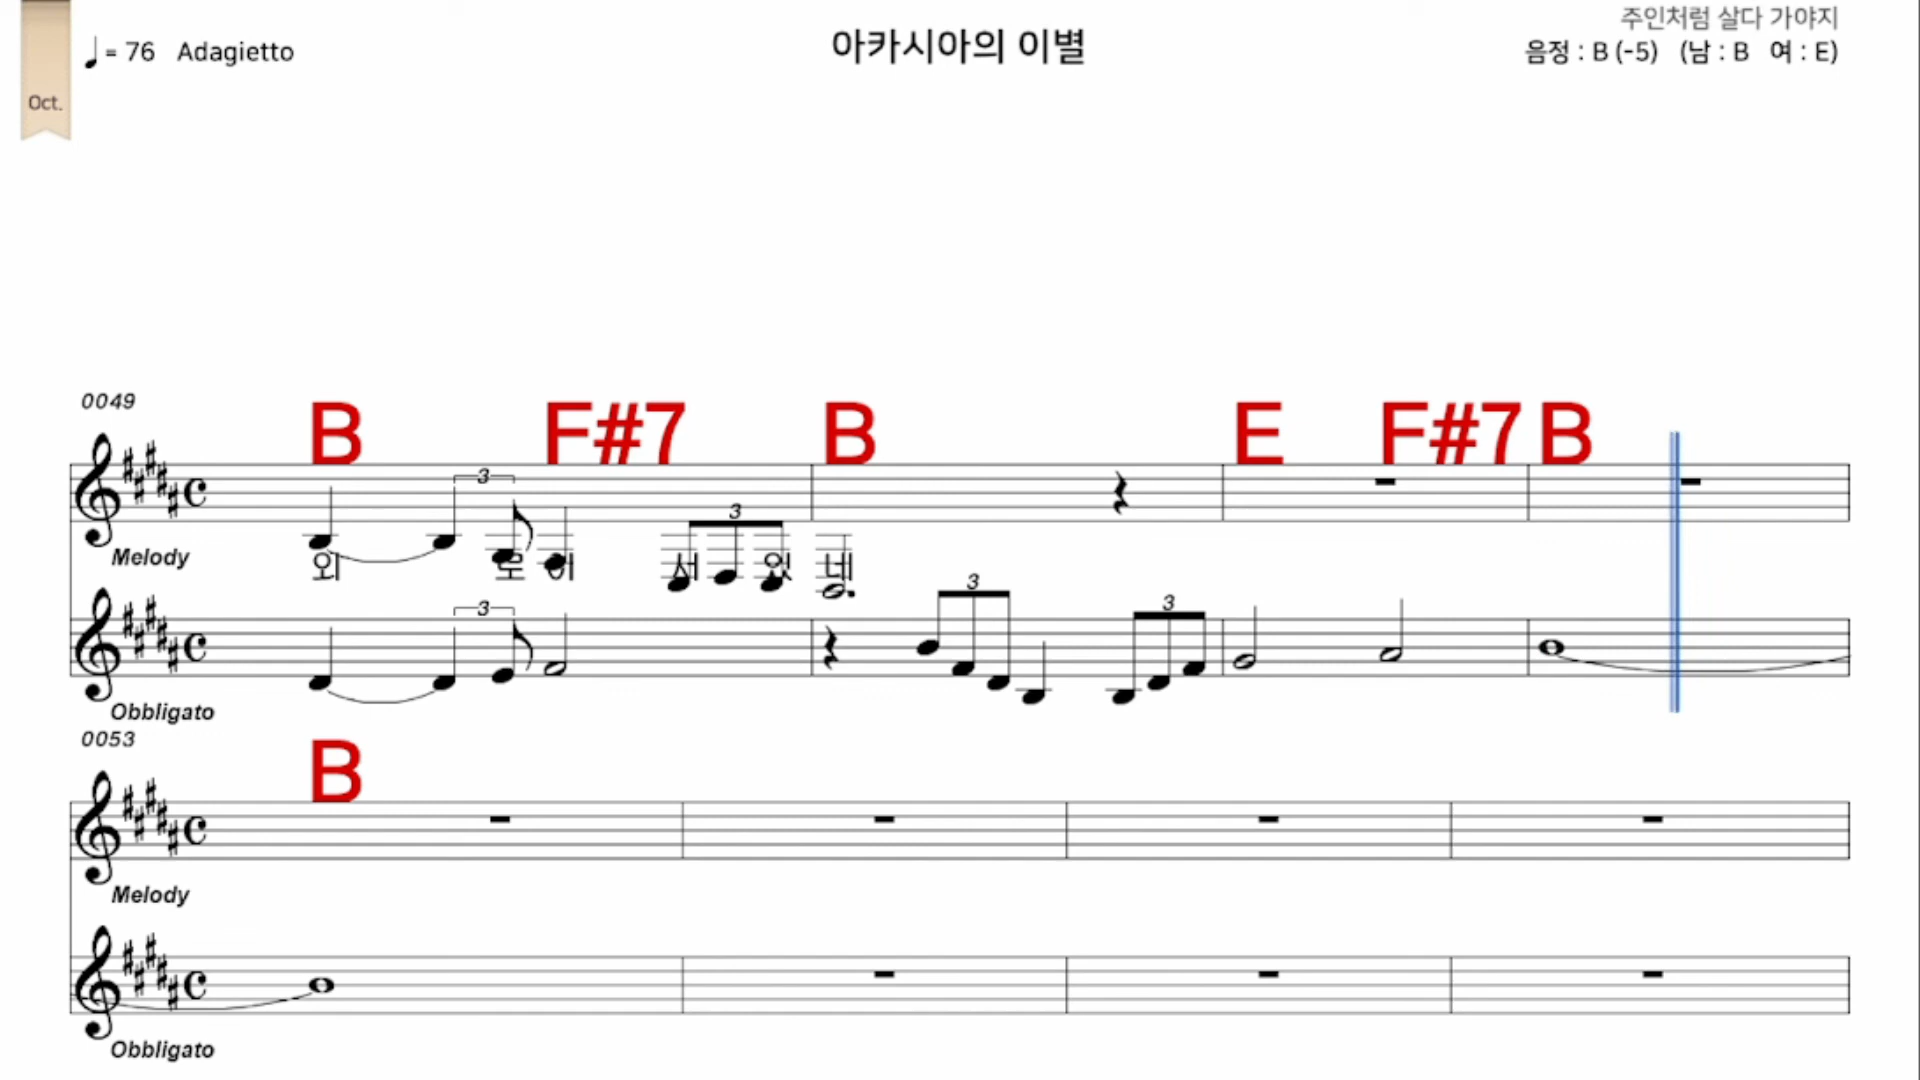 주인처럼 살다 가야지
♩= 76 Adagietto
아카시아의 이별
음정 : B (-5) (남 : B 여 : E)
Oct.
0049
B F#7 B E F#7 B
3
3
Melody
외 로 이 서 있 네
3
3
3
Obbligato
0053
B
Melody
Obbligato